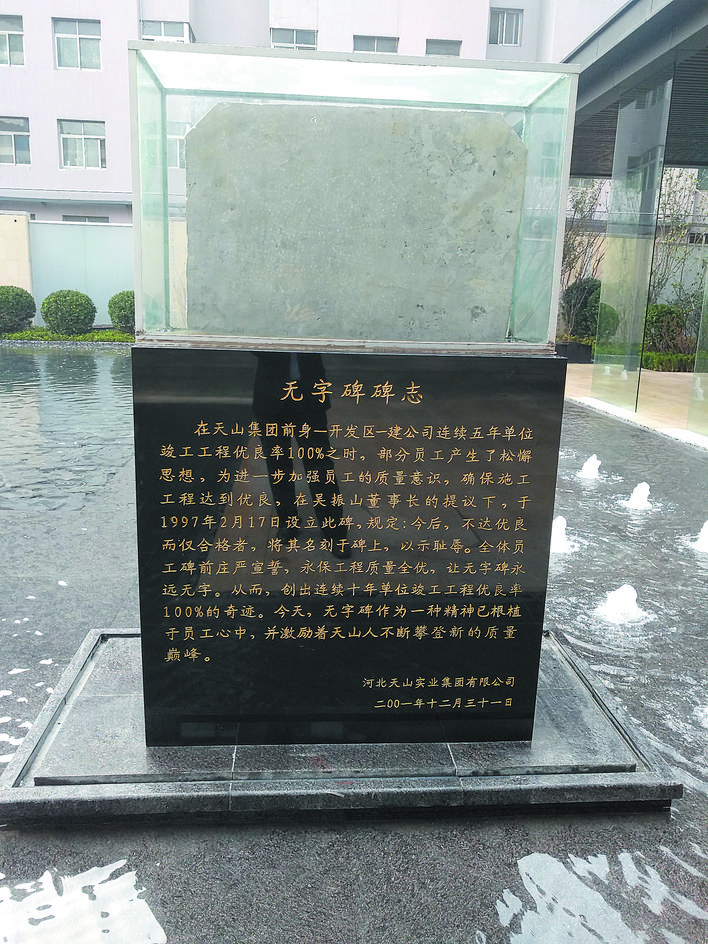 无字碑碑志
在天山集团前身—开发区一建公司连续五年单位
竣工工程优良率100%之时，部分员工产生了松懈
思想，为进一步加强员工的质量意识，确保施工
工程达到优良，在吴振山董事长的提议下，于
1997年2月17日设立此碑，规定：今后，不达优良
而仅合格者，将其名刻于碑上，以示耻辱。全体员
工碑前庄严宣誓，永保工程质量全优，让无字碑永
远无字。从而，创出连续十年单位竣工工程优良率
100%的奇迹。今天，无字碑作为一种精神已根植
于员工心中，并激励着天山人不断攀登新的质量
巅峰。
河北天山实业集团有限公司
二00一年十二月三十一日